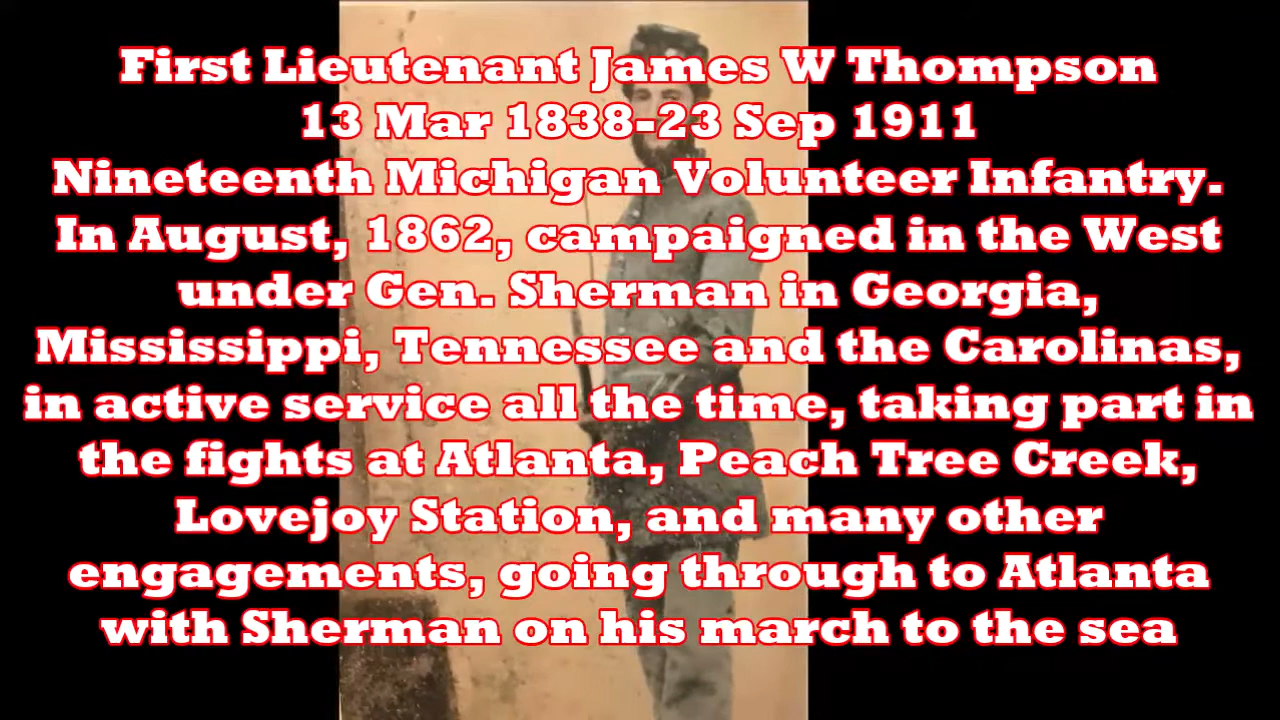 First Lieutenant James W Thompson
13 Mar 1838-23 Sep 1911
Nineteenth Michigan Volunteer Infantry.
In August, 1862, campaigned in the West
under Gen. Sherman in Georgia,
Mississippi, Tennessee and the Carolinas,
in active service all the time, taking part in
the fights at Atlanta, Peach Tree Creek,
Lovejoy Station, and many other
engagements, going through to Atlanta
with Sherman on his march to the sea